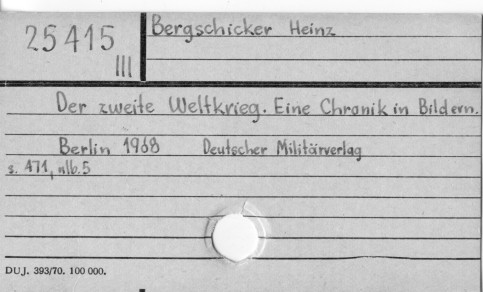 25415
III
Bergschicker Heinz
Der zweite Weltkrieg. Eine Chronik in Bildern.
Berlin 1968 Deutscher Militärverlag
s. 471, nlb. 5
DUJ. 393/70. 100 000.